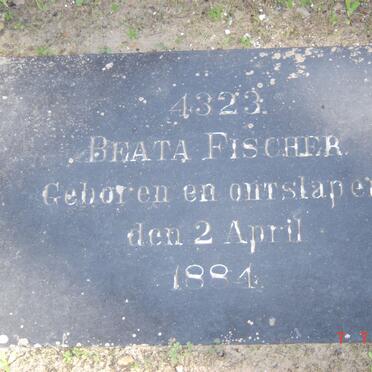 4323.
BEATA FISCHER
Geboren en ontslapen
den 2 April
1884.